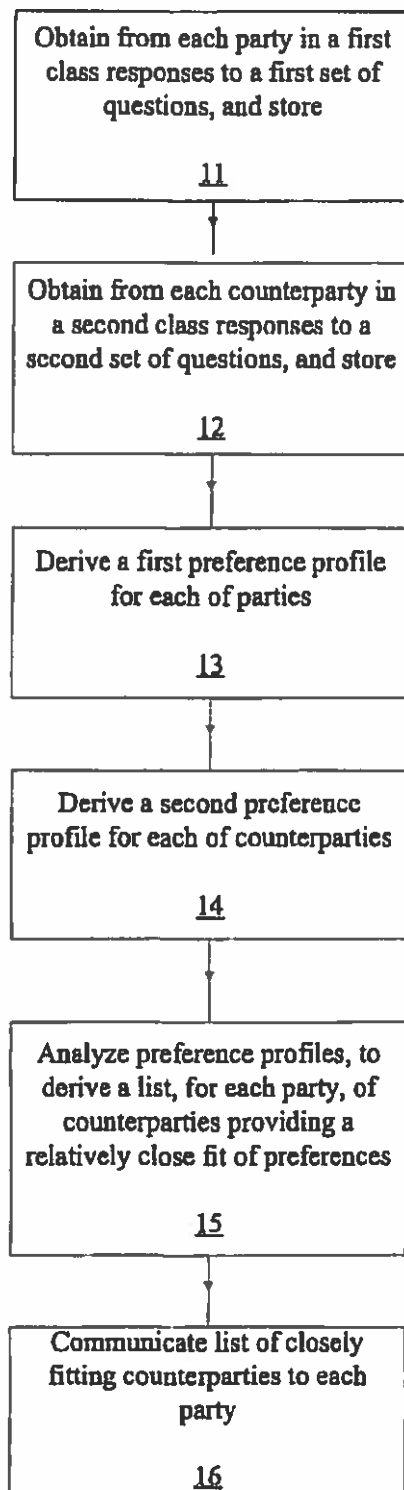 Obtain from each party in a first
class responses to a first set of
questions, and store
11
Obtain from each counterparty in
a second class responses to a
second set of questions, and store
12
Derive a first preference profile
for each of parties
13
Derive a second preference
profile for each of counterparties
14
Analyze preference profiles, to
derive a list, for each party, of
counterparties providing a
relatively close fit of preferences
15
Communicate list of closely
fitting counterparties to each
party
16